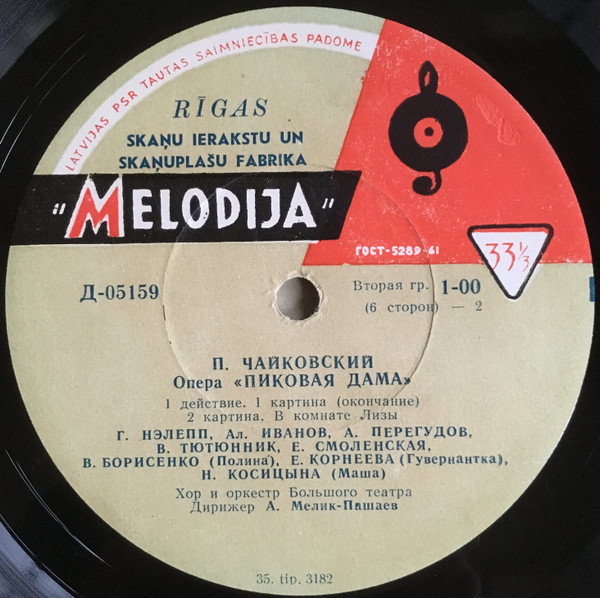 LATVIJAS PSR TAUTAS SAIMNIECĪBAS PADOME
RĪGAS
SKAŅU IERAKSTU UN
SKAŅUPLAŠU FABRIKA
"MELODIJA"
ГОСТ-5289-61
33⅓
Д-05159
Вторая гр. 1-00
(6 сторон) — 2
П. ЧАЙКОВСКИЙ
Опера «ПИКОВАЯ ДАМА»
1 действие. 1 картина (окончание)
2 картина. В комнате Лизы
Г. НЭЛЕПП, Ал. ИВАНОВ, А. ПЕРЕГУДОВ,
В. ТЮТЮННИК, Е. СМОЛЕНСКАЯ,
В. БОРИСЕНКО (Полина), Е. КОРНЕЕВА (Гувернантка),
Н. КОСИЦЫНА (Маша)
Хор и оркестр Большого театра
Дирижер А. Мелик-Пашаев
35. tip. 3182